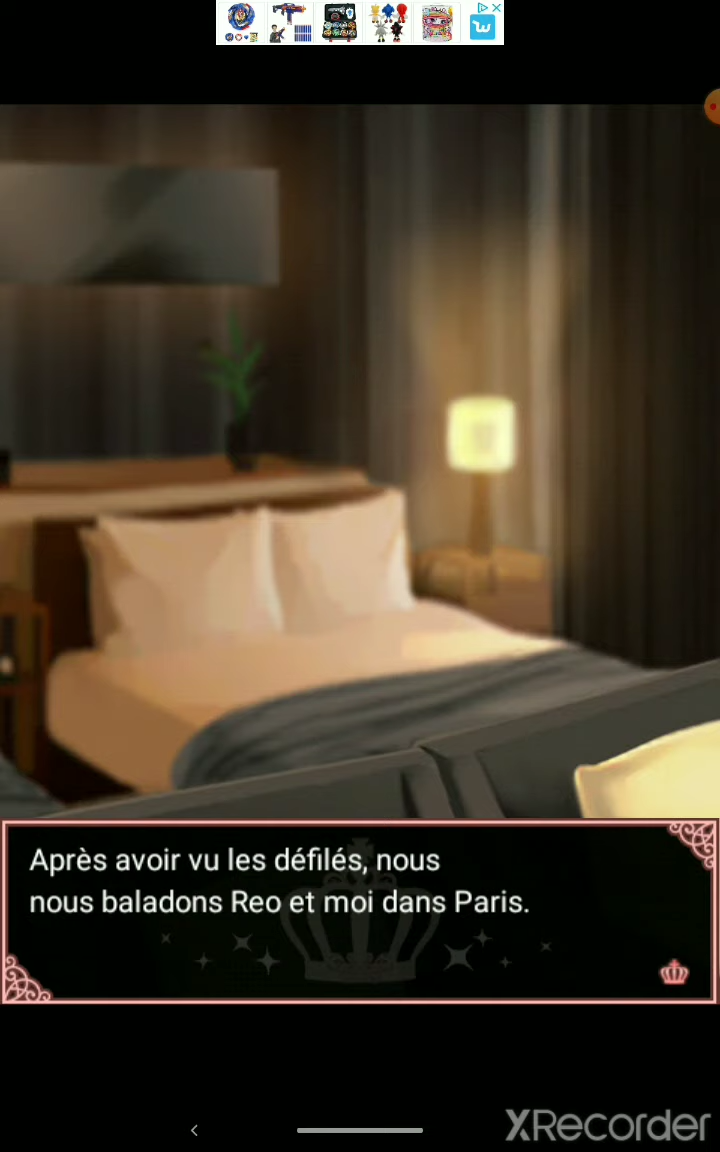 Après avoir vu les défilés, nous
nous baladons Reo et moi dans Paris.
XRecorder